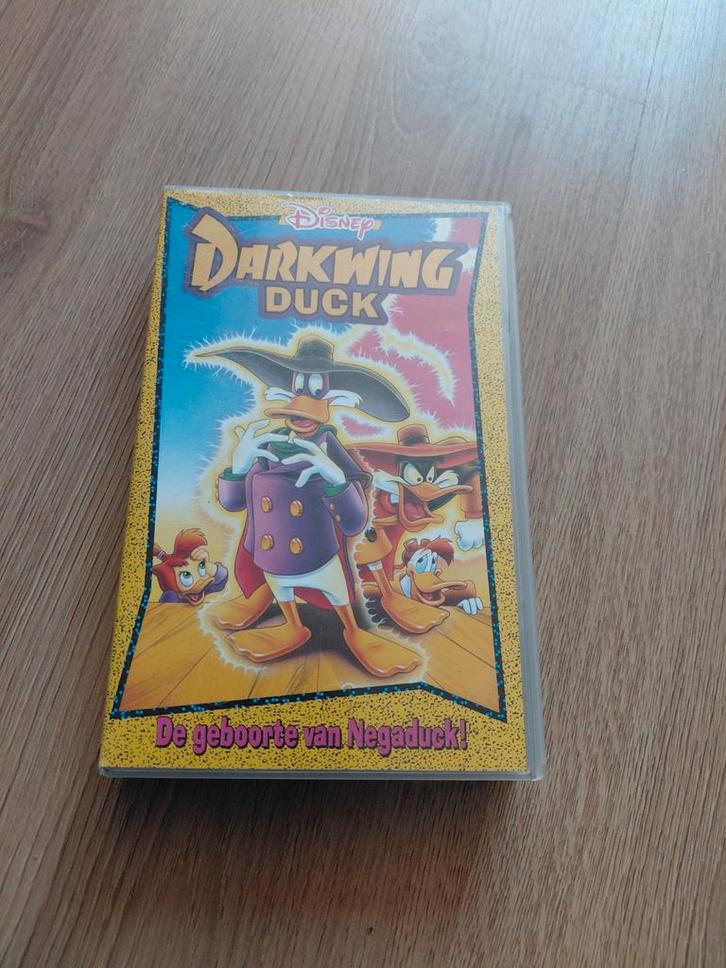 Disney
DARKWING
DUCK
De geboorte van Negaduck!